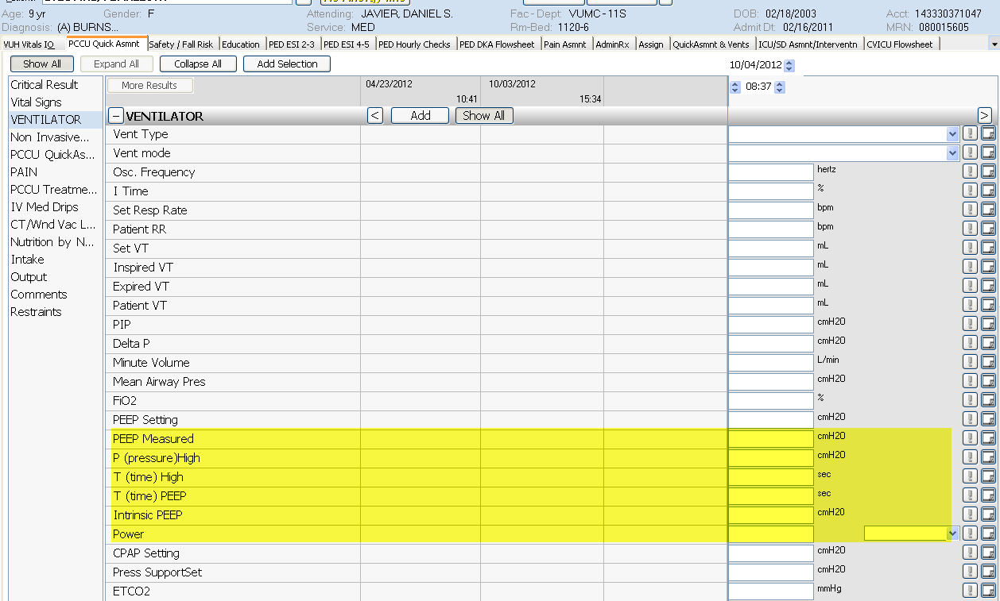 Age: 9 yr Gender: F Attending: JAVIER, DANIEL S. Fac - Dept: VUMC - 11S DOB: 02/18/2003 Acct: 143330371047
Diagnosis: (A) BURNS... Service: MED Rm-Bed: 1120-6 Admit Dt: 02/16/2011 MRN: 080015605
VUH Vitals IO PCCU Quick Asmnt Safety / Fall Risk Education PED ESI 2-3 PED ESI 4-5 PED Hourly Checks PED DKA Flowsheet Pain Asmnt AdminRx Assign QuickAsmnt & Vents ICU/SD Asmnt/Interventn CVICU Flowsheet
Show All Expand All Collapse All Add Selection 10/04/2012
Critical Result
Vital Signs
VENTILATOR
Non Invasive...
PCCU QuickAs...
PAIN
PCCU Treatme...
IV Med Drips
CT/Wnd Vac L...
Nutrition by N...
Intake
Output
Comments
Restraints
More Results 04/23/2012 10/03/2012 08:37
10:41 15:34
− VENTILATOR < Add Show All >
Vent Type
Vent mode
Osc. Frequency hertz
I Time %
Set Resp Rate bpm
Patient RR bpm
Set VT mL
Inspired VT mL
Expired VT mL
Patient VT mL
PIP cmH2O
Delta P cmH2O
Minute Volume L/min
Mean Airway Pres cmH2O
FiO2 %
PEEP Setting cmH2O
PEEP Measured cmH2O
P (pressure)High cmH2O
T (time) High sec
T (time) PEEP sec
Intrinsic PEEP cmH2O
Power
CPAP Setting cmH2O
Press SupportSet cmH2O
ETCO2 mmHg